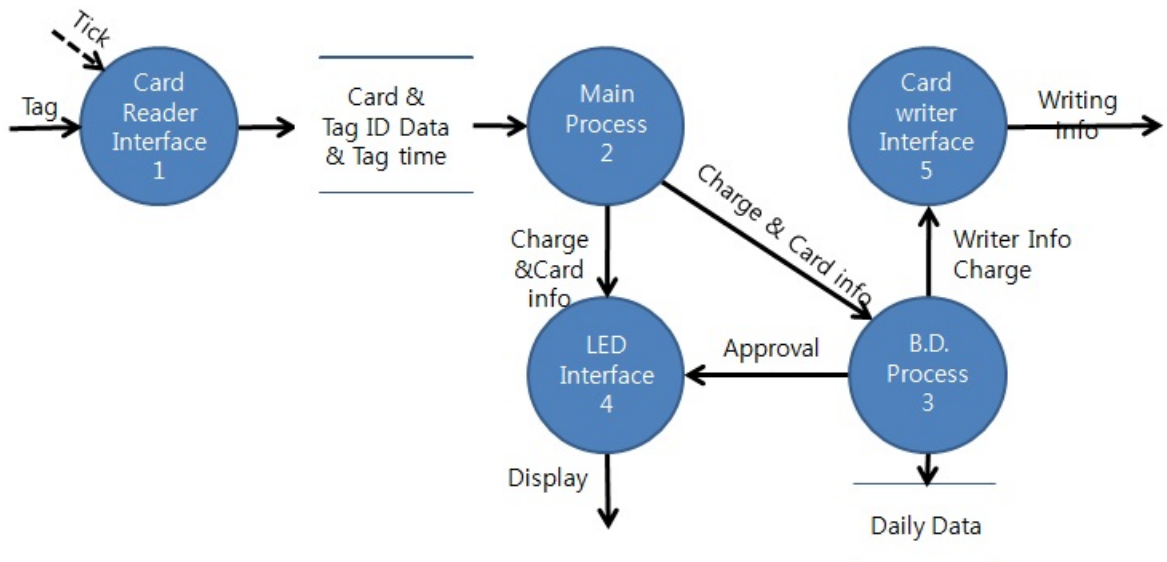 Tick
Tag
Card
Reader
Interface
1
Card &
Tag ID Data
& Tag time
Main
Process
2
Card
writer
Interface
5
Writing
Info
Charge
&Card
info
Charge & Card info
Writer Info
Charge
LED
Interface
4
Approval
B.D.
Process
3
Display
Daily Data